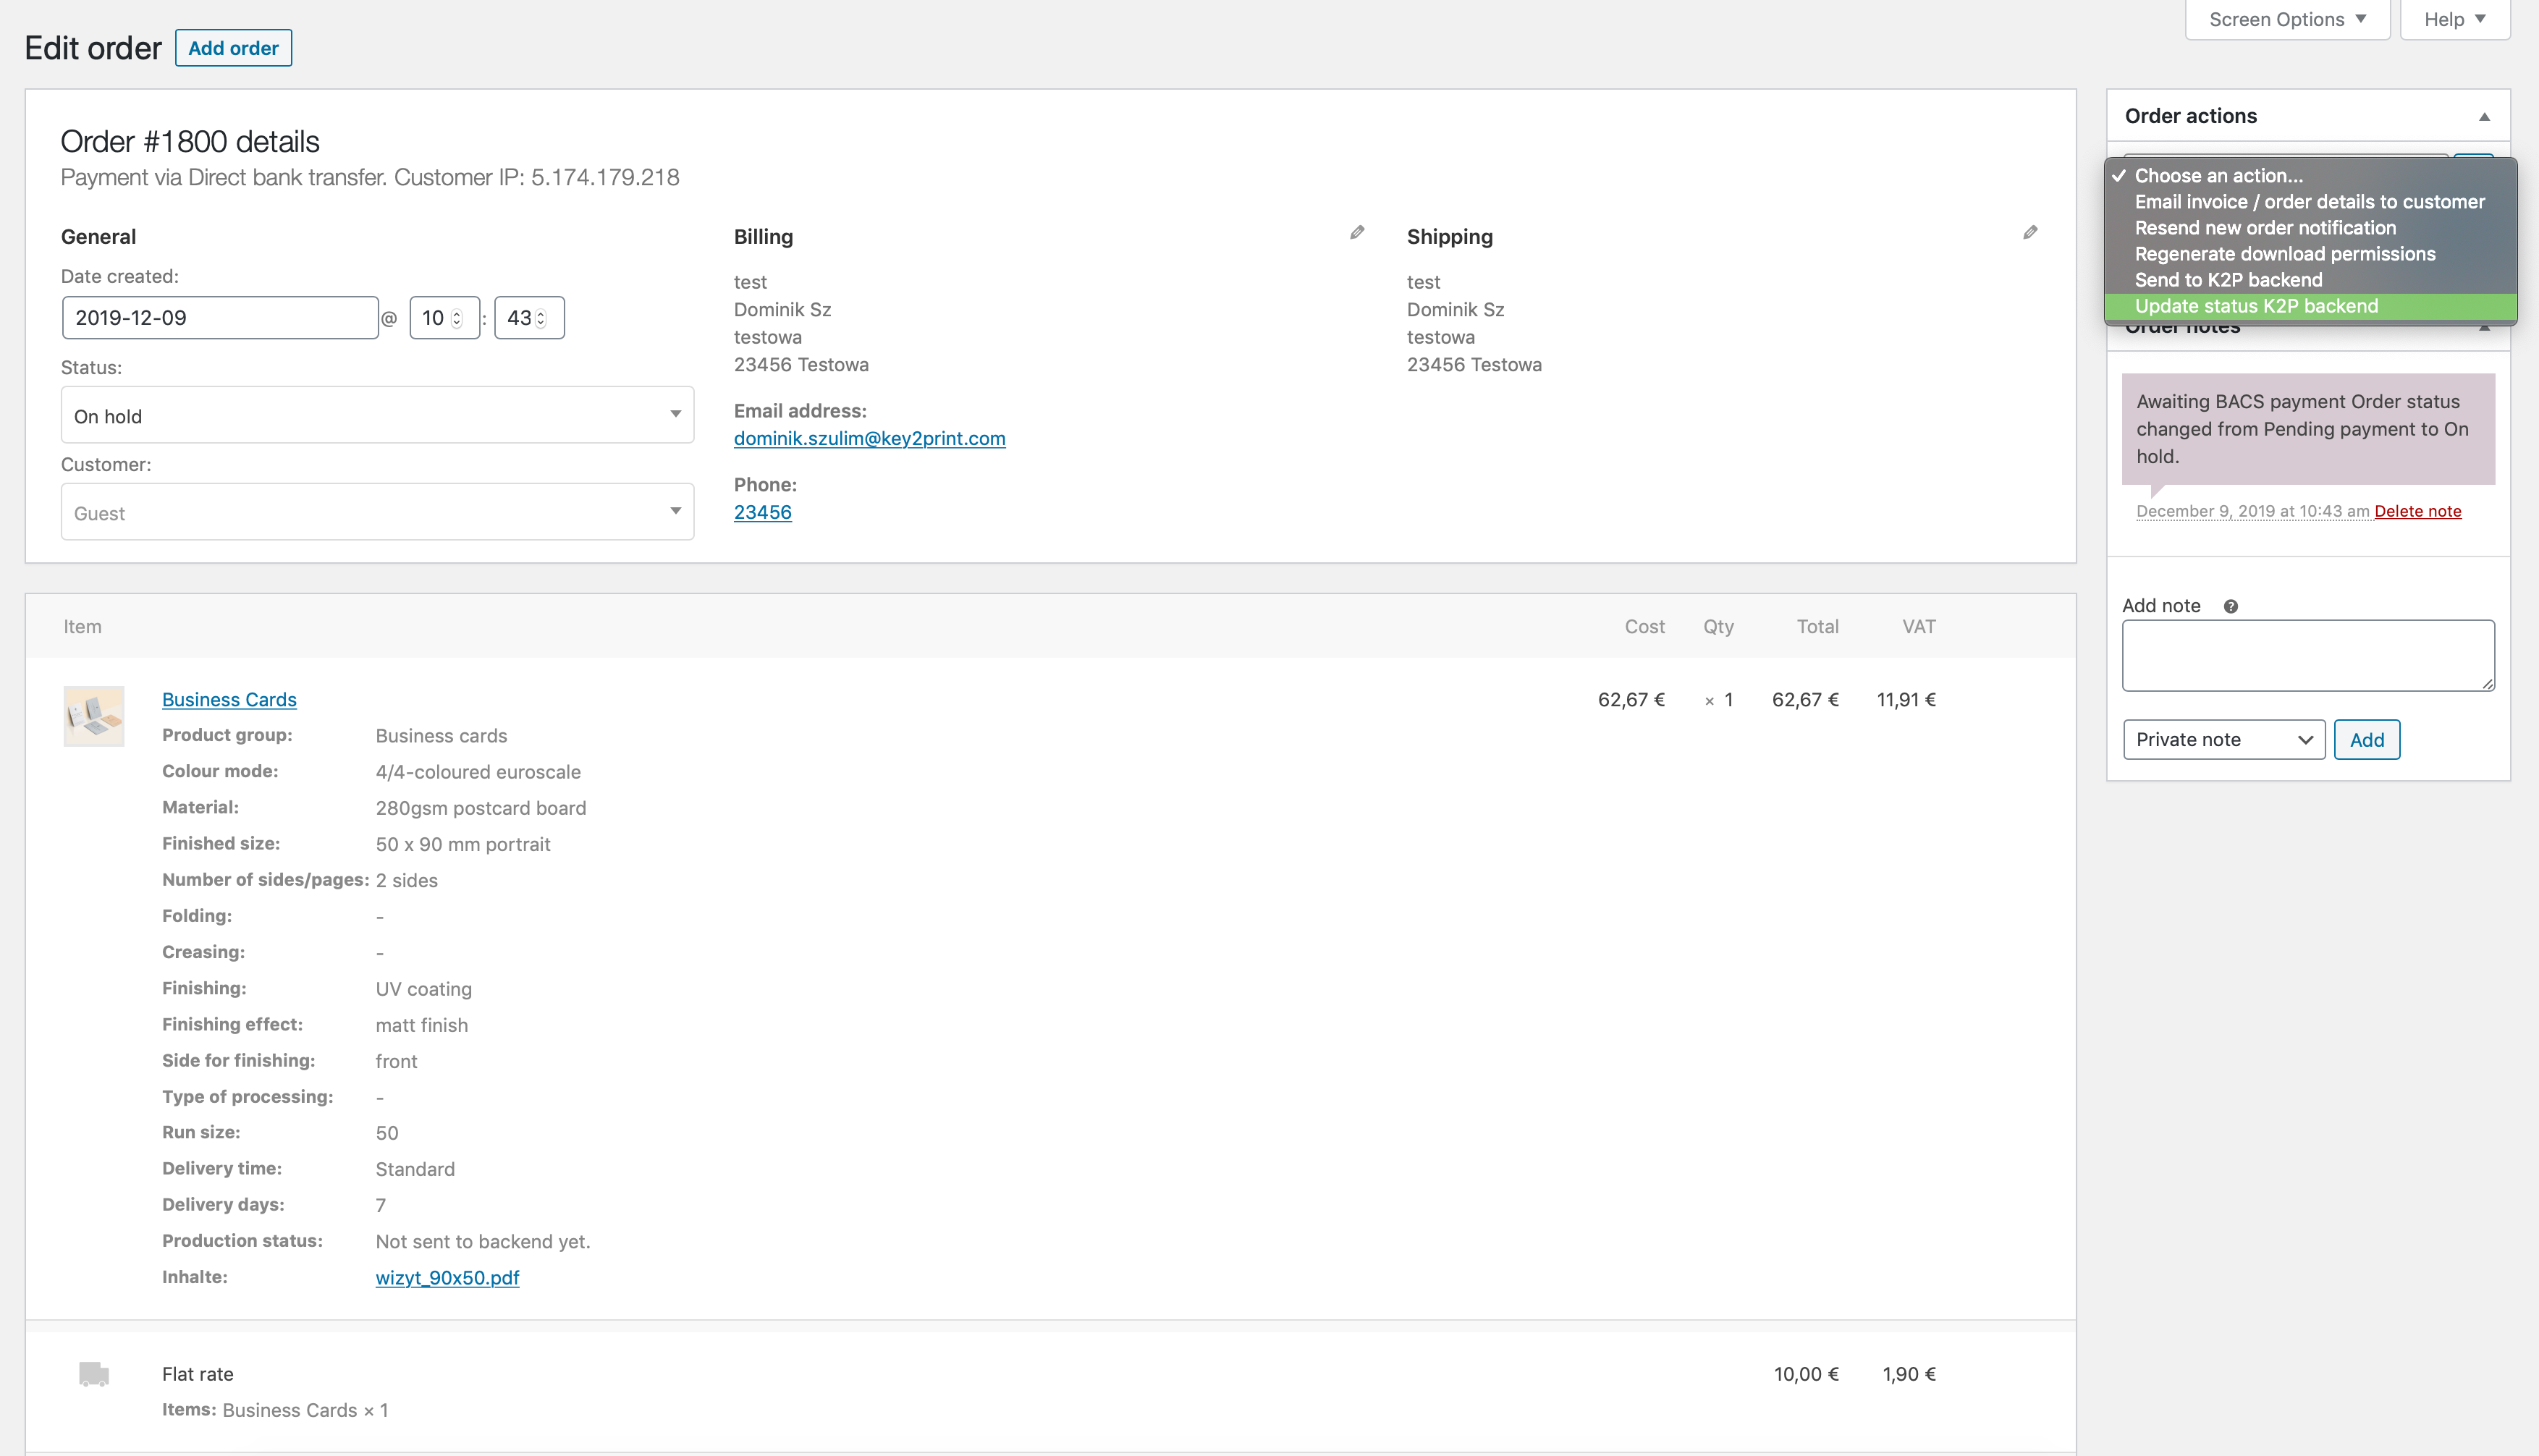 Screen Options
Help
Edit order
Add order
Order #1800 details
Payment via Direct bank transfer. Customer IP: 5.174.179.218
General
Date created:
2019-12-09 @ 10 : 43
Status:
On hold
Customer:
Guest
Billing
test
Dominik Sz
testowa
23456 Testowa
Email address:
dominik.szulim@key2print.com
Phone:
23456
Shipping
test
Dominik Sz
testowa
23456 Testowa
Item Cost Qty Total VAT
Business Cards 62,67 € × 1 62,67 € 11,91 €
Product group: Business cards
Colour mode: 4/4-coloured euroscale
Material: 280gsm postcard board
Finished size: 50 x 90 mm portrait
Number of sides/pages: 2 sides
Folding: -
Creasing: -
Finishing: UV coating
Finishing effect: matt finish
Side for finishing: front
Type of processing: -
Run size: 50
Delivery time: Standard
Delivery days: 7
Production status: Not sent to backend yet.
Inhalte: wizyt_90x50.pdf
Flat rate 10,00 € 1,90 €
Items: Business Cards × 1
Order actions
Choose an action...
Email invoice / order details to customer
Resend new order notification
Regenerate download permissions
Send to K2P backend
Update status K2P backend
Order notes
Awaiting BACS payment Order status
changed from Pending payment to On
hold.
December 9, 2019 at 10:43 am Delete note
Add note
Private note
Add